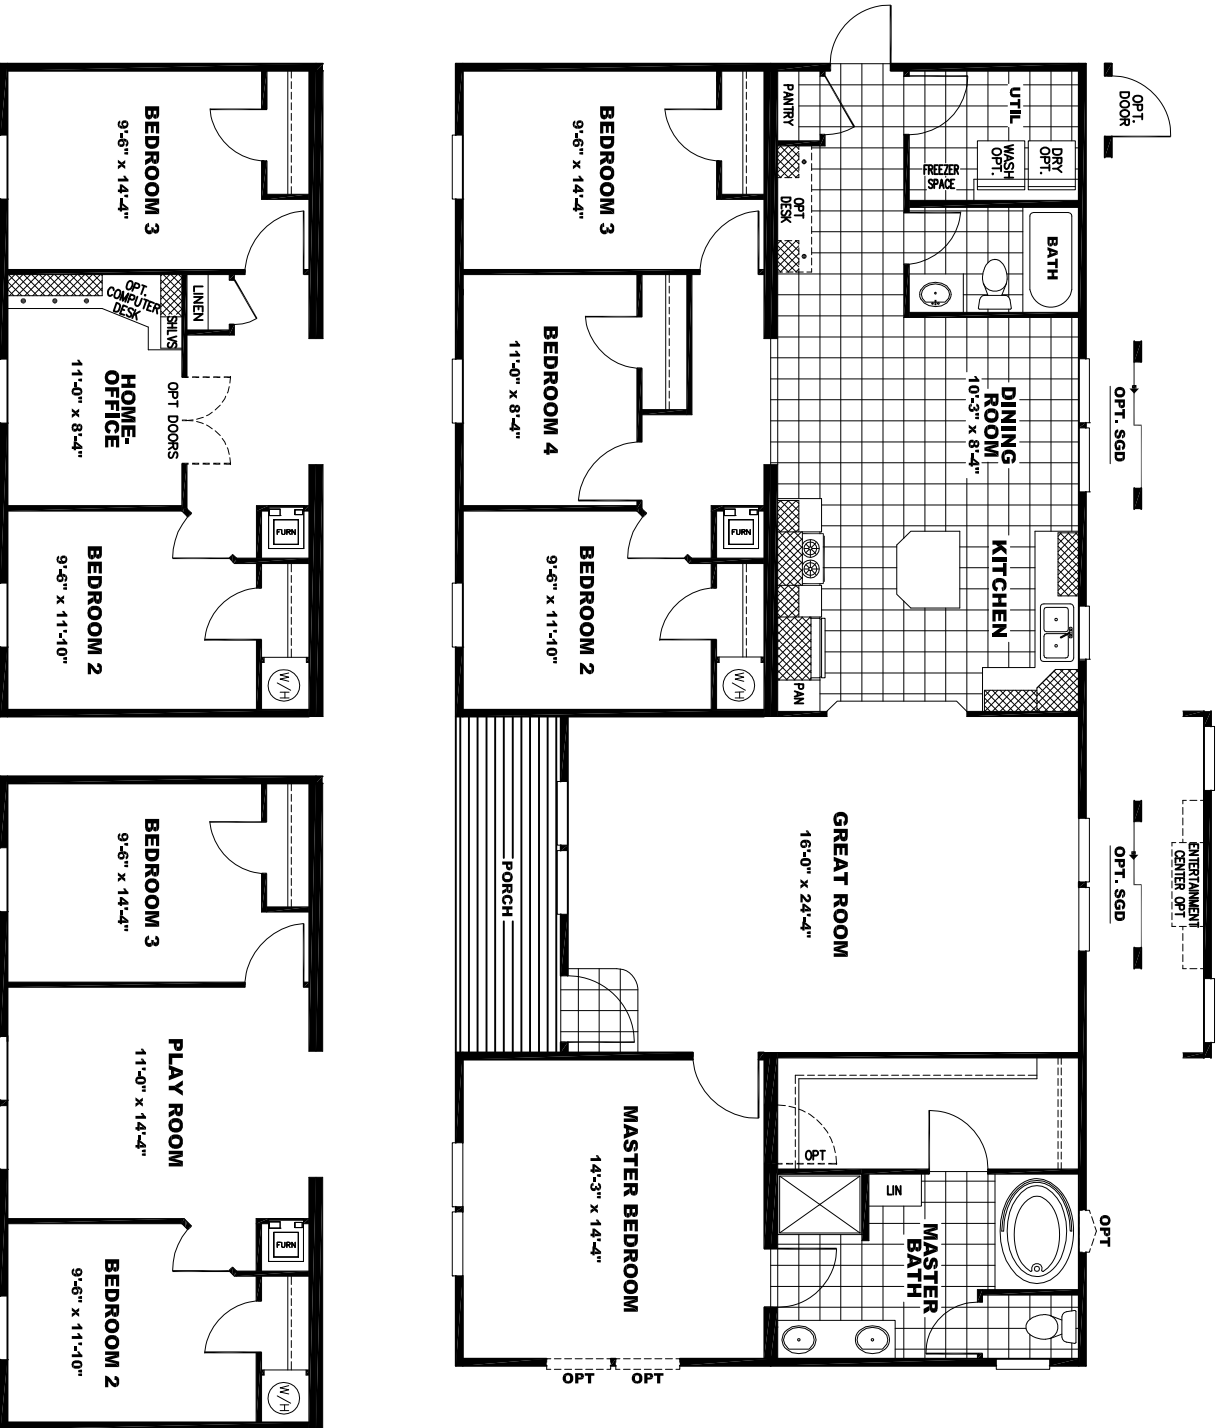 OPT.
DOOR
UTIL
DRY
OPT.
WASH
OPT.
FREEZER
SPACE
PANTRY
OPT
DESK
BATH
BEDROOM 3
9'-6" x 14'-4"
BEDROOM 4
11'-0" x 8'-4"
BEDROOM 2
9'-6" x 11'-10"
FURN
W/H
DINING
ROOM
10'-3" x 8'-4"
OPT. SGD
KITCHEN
PAN
GREAT ROOM
16'-0" x 24'-4"
PORCH
OPT. SGD
ENTERTAINMENT
CENTER OPT
MASTER BEDROOM
14'-3" x 14'-4"
OPT
LIN
MASTER
BATH
OPT
OPT
OPT
BEDROOM 3
9'-6" x 14'-4"
OPT.
COMPUTER
DESK
SHLVS
LINEN
HOME-
OFFICE
11'-0" x 8'-4"
OPT DOORS
FURN
BEDROOM 2
9'-6" x 11'-10"
W/H
BEDROOM 3
9'-6" x 14'-4"
PLAY ROOM
11'-0" x 14'-4"
FURN
BEDROOM 2
9'-6" x 11'-10"
W/H